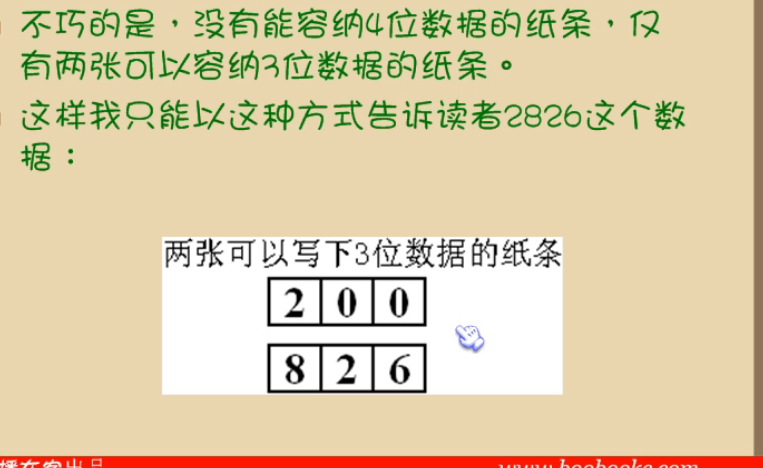 不巧的是，没有能容纳4位数据的纸条，仅
有两张可以容纳3位数据的纸条。
这样我只能以这种方式告诉读者2826这个数
据：
两张可以写下3位数据的纸条
2 0 0
8 2 6